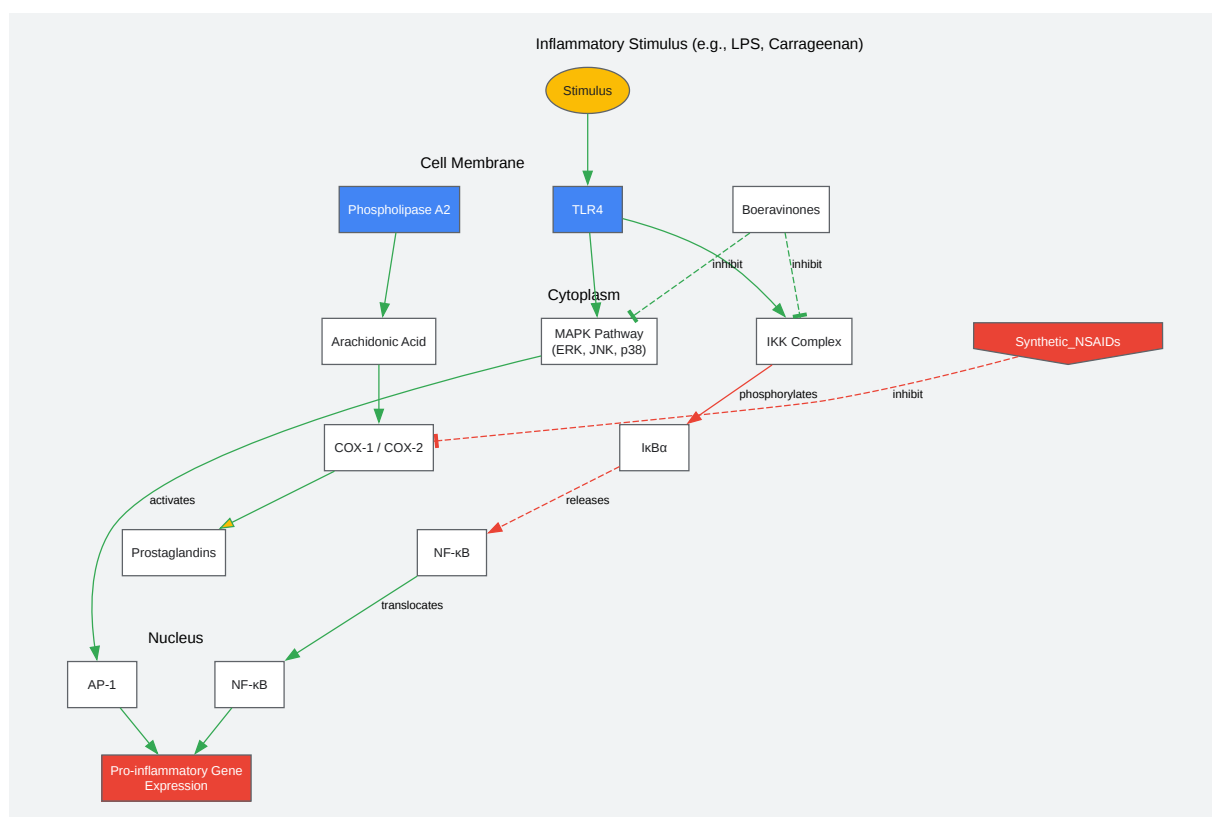 Inflammatory Stimulus (e.g., LPS, Carrageenan)
Stimulus
Cell Membrane
Phospholipase A2
TLR4
Boeravinones
inhibit
inhibit
Cytoplasm
Arachidonic Acid
MAPK Pathway
(ERK, JNK, p38)
IKK Complex
Synthetic_NSAIDs
phosphorylates
inhibit
COX-1 / COX-2
IκBα
activates
releases
Prostaglandins
NF-κB
translocates
Nucleus
AP-1
NF-κB
Pro-inflammatory Gene
Expression